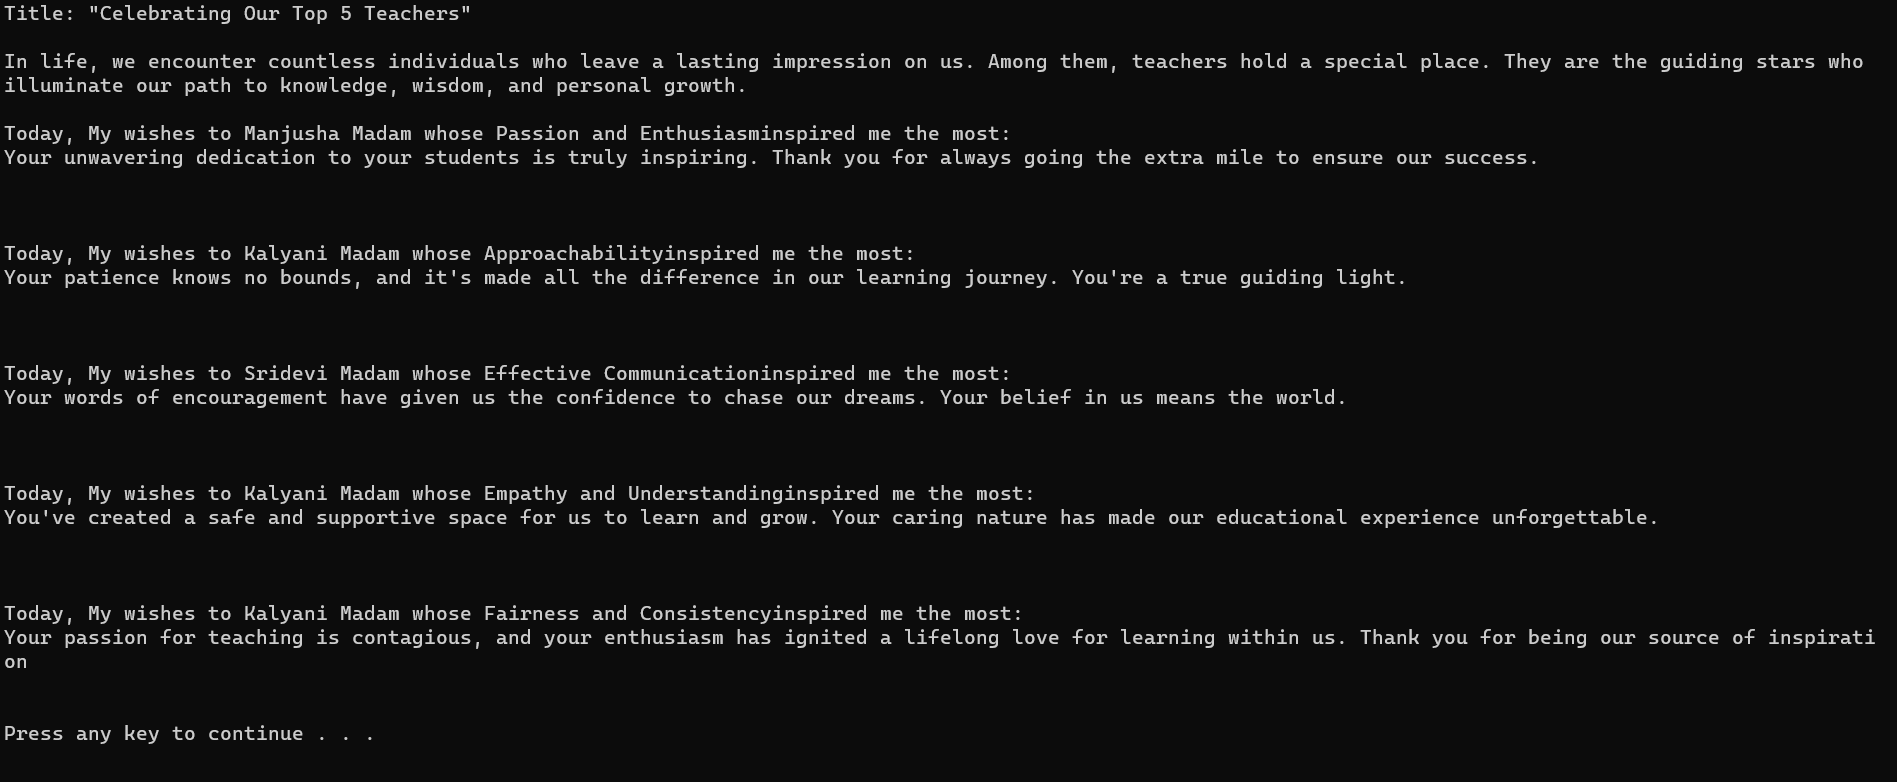 Title: "Celebrating Our Top 5 Teachers"
In life, we encounter countless individuals who leave a lasting impression on us. Among them, teachers hold a special place. They are the guiding stars who
illuminate our path to knowledge, wisdom, and personal growth.
Today, My wishes to Manjusha Madam whose Passion and Enthusiasminspired me the most:
Your unwavering dedication to your students is truly inspiring. Thank you for always going the extra mile to ensure our success.
Today, My wishes to Kalyani Madam whose Approachabilityinspired me the most:
Your patience knows no bounds, and it's made all the difference in our learning journey. You're a true guiding light.
Today, My wishes to Sridevi Madam whose Effective Communicationinspired me the most:
Your words of encouragement have given us the confidence to chase our dreams. Your belief in us means the world.
Today, My wishes to Kalyani Madam whose Empathy and Understandinginspired me the most:
You've created a safe and supportive space for us to learn and grow. Your caring nature has made our educational experience unforgettable.
Today, My wishes to Kalyani Madam whose Fairness and Consistencyinspired me the most:
Your passion for teaching is contagious, and your enthusiasm has ignited a lifelong love for learning within us. Thank you for being our source of inspirati
on
Press any key to continue . . .